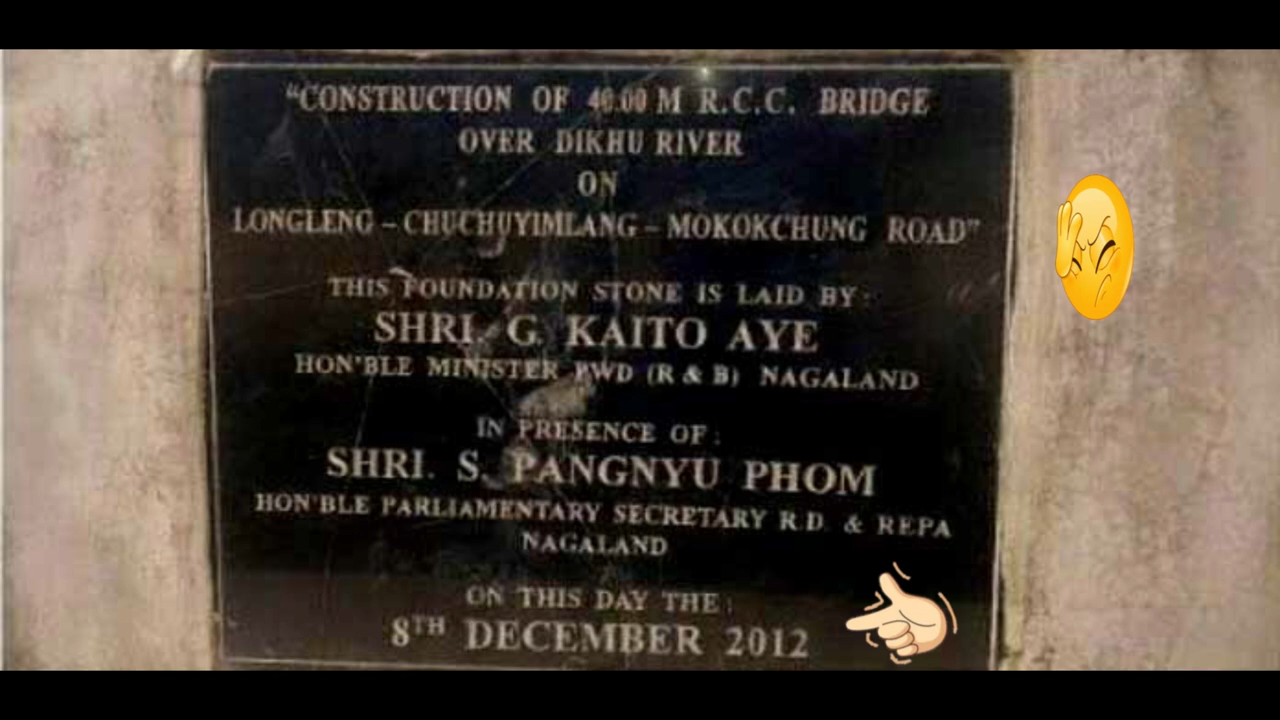 "CONSTRUCTION OF 40.00 M R.C.C. BRIDGE
OVER DIKHU RIVER
ON
LONGLENG – CHUCHUYIMLANG – MOKOKCHUNG ROAD"
THIS FOUNDATION STONE IS LAID BY :
SHRI. G. KAITO AYE
HON'BLE MINISTER PWD (R & B) NAGALAND
IN PRESENCE OF :
SHRI. S. PANGNYU PHOM
HON'BLE PARLIAMENTARY SECRETARY R.D. & REPA
NAGALAND
ON THIS DAY THE :
8TH DECEMBER 2012